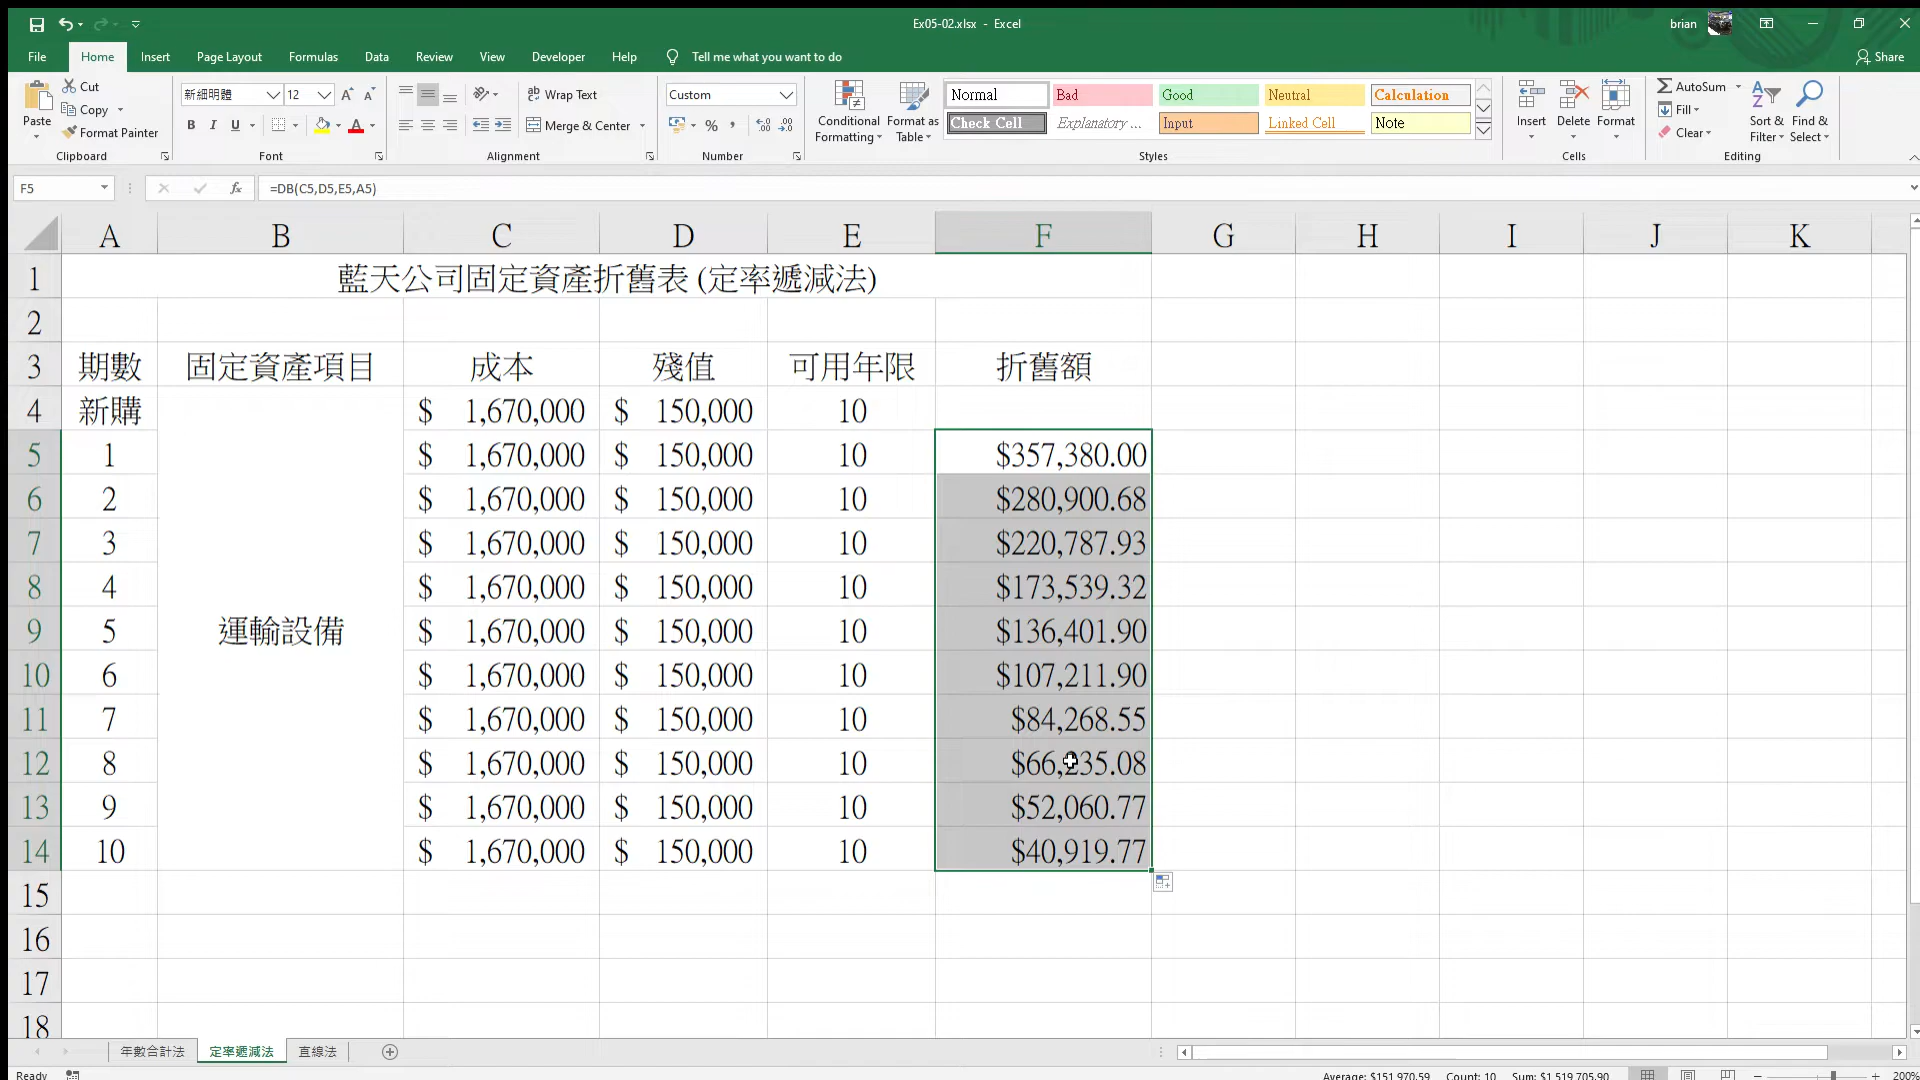 Ex05-02.xlsx - Excel
brian
File Home Insert Page Layout Formulas Data Review View Developer Help Tell me what you want to do Share
Paste
Cut
Copy
Format Painter
Clipboard
新細明體 12
B I U
Font
Wrap Text
Merge & Center
Alignment
Custom
Number
Conditional Formatting
Format as Table
Normal Bad Good Neutral Calculation
Check Cell Explanatory ... Input Linked Cell Note
Styles
Insert Delete Format
Cells
AutoSum
Fill
Clear
Sort & Filter
Find & Select
Editing
F5 fx =DB(C5,D5,E5,A5)
A B C D E F G H I J K
1 藍天公司固定資產折舊表 (定率遞減法)
2
3 期數 固定資產項目 成本 殘值 可用年限 折舊額
4 新購 $ 1,670,000 $ 150,000 10
5 1 $ 1,670,000 $ 150,000 10 $357,380.00
6 2 $ 1,670,000 $ 150,000 10 $280,900.68
7 3 $ 1,670,000 $ 150,000 10 $220,787.93
8 4 $ 1,670,000 $ 150,000 10 $173,539.32
9 5 運輸設備 $ 1,670,000 $ 150,000 10 $136,401.90
10 6 $ 1,670,000 $ 150,000 10 $107,211.90
11 7 $ 1,670,000 $ 150,000 10 $84,268.55
12 8 $ 1,670,000 $ 150,000 10 $66,235.08
13 9 $ 1,670,000 $ 150,000 10 $52,060.77
14 10 $ 1,670,000 $ 150,000 10 $40,919.77
15
16
17
18
年數合計法 定率遞減法 直線法
Ready Average: $151,970.59 Count: 10 Sum: $1,519,705.90 200%